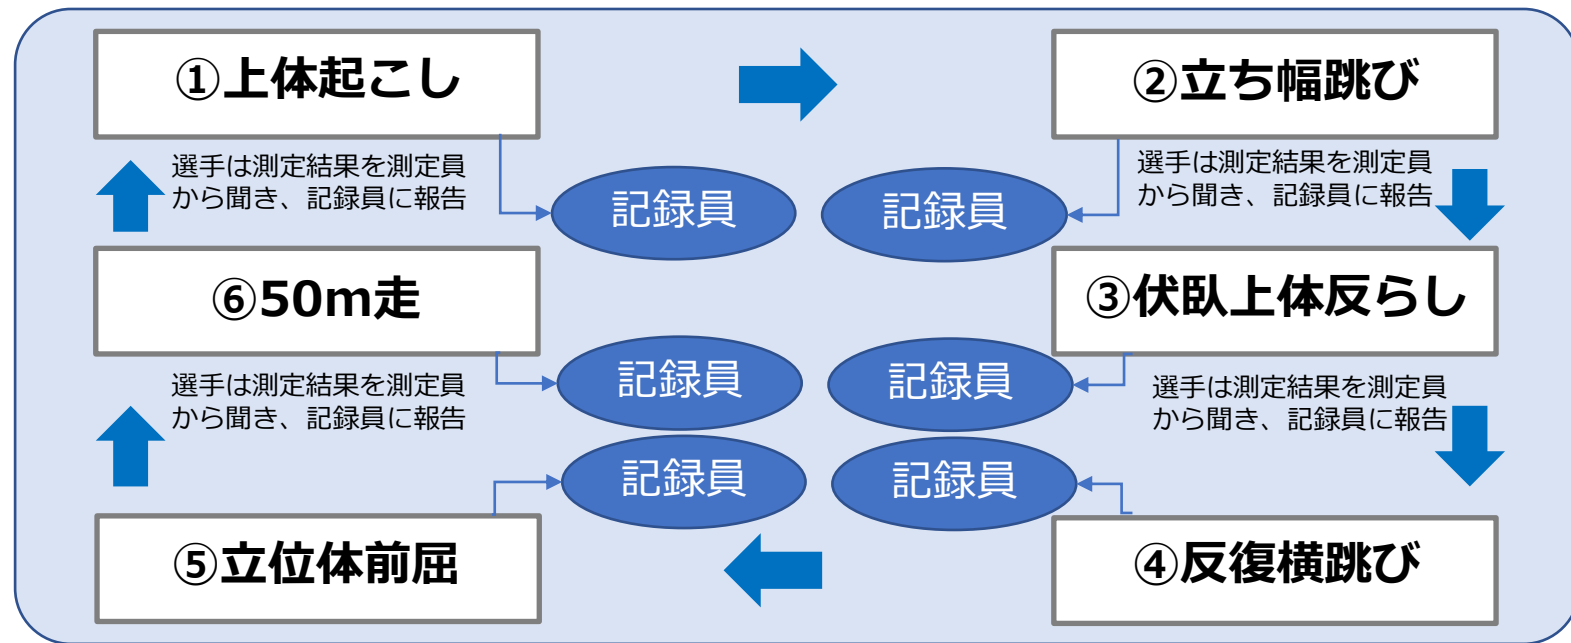 ①上体起こし
②立ち幅跳び
選手は測定結果を測定員
から聞き、記録員に報告
記録員
記録員
選手は測定結果を測定員
から聞き、記録員に報告
⑥50m走
③伏臥上体反らし
選手は測定結果を測定員
から聞き、記録員に報告
記録員
記録員
選手は測定結果を測定員
から聞き、記録員に報告
記録員
記録員
⑤立位体前屈
④反復横跳び